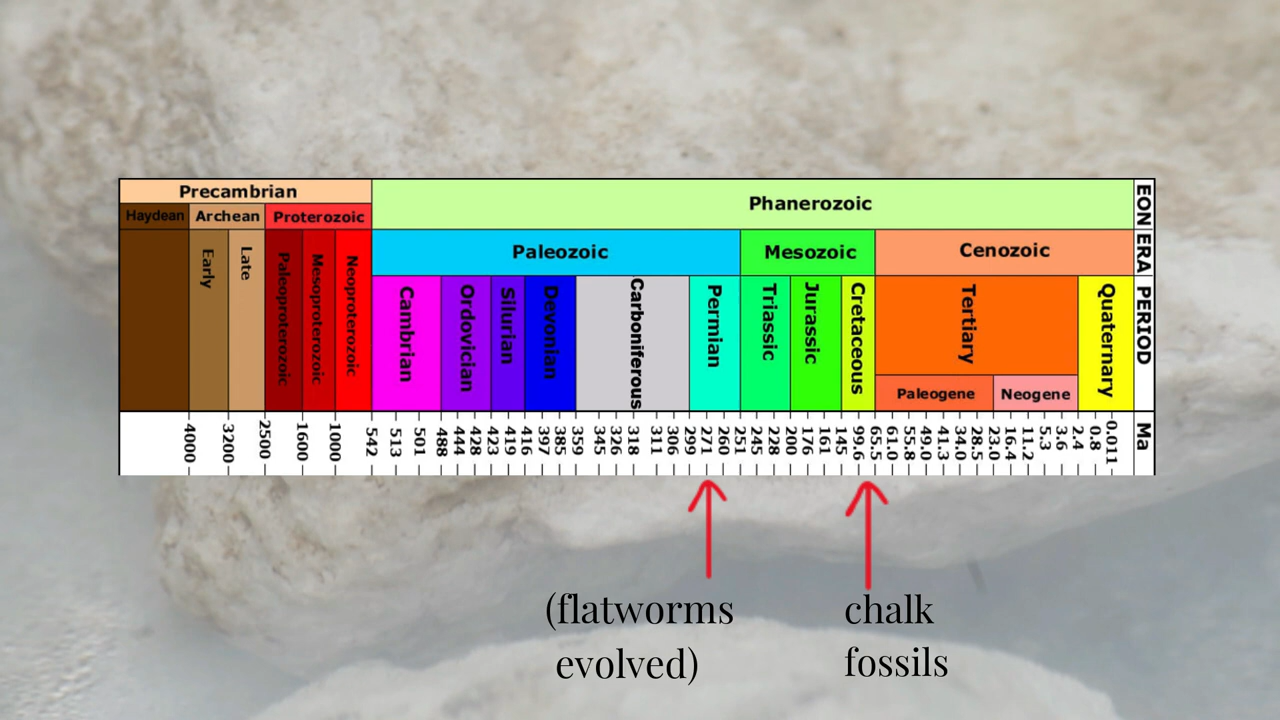 Precambrian
Phanerozoic
EON
Haydean
Archean
Proterozoic
Paleozoic
Mesozoic
Cenozoic
ERA
Early
Late
Paleoproterozoic
Mesoproterozoic
Neoproterozoic
Cambrian
Ordovician
Silurian
Devonian
Carboniferous
Permian
Triassic
Jurassic
Cretaceous
Tertiary
Quaternary
PERIOD
Paleogene
Neogene
4000
3200
2500
1600
1000
542
513
501
488
444
428
423
419
416
397
385
359
345
326
318
311
306
299
271
260
251
245
228
200
176
161
145
99.6
65.5
61.0
55.8
49.0
41.3
34.0
28.5
23.0
16.4
11.2
5.3
3.6
2.4
0.8
0.011
Ma
(flatworms
evolved)
chalk
fossils